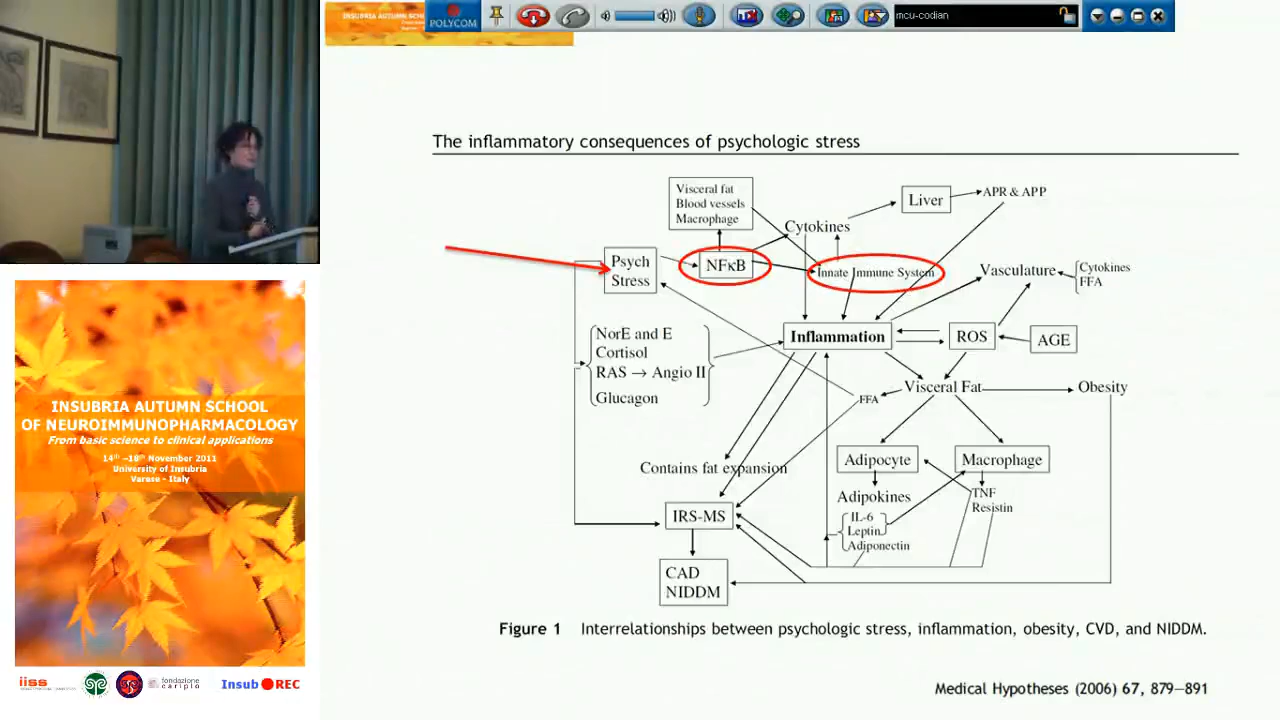 INSUBRIA AUTUMN SCHOOL
POLYCOM
mcu-codian
The inflammatory consequences of psychologic stress
Visceral fat
Blood vessels
Macrophage
Cytokines
Liver
APR & APP
Psych
Stress
NFκB
Innate Immune System
Vasculature
Cytokines
FFA
NorE and E
Cortisol
RAS → Angio II
Glucagon
Inflammation
ROS
AGE
FFA
Visceral Fat
Obesity
Contains fat expansion
Adipocyte
Macrophage
Adipokines
TNF
Resistin
IL-6
Leptin
Adiponectin
IRS-MS
CAD
NIDDM
Figure 1 Interrelationships between psychologic stress, inflammation, obesity, CVD, and NIDDM.
Medical Hypotheses (2006) 67, 879–891
INSUBRIA AUTUMN SCHOOL
OF NEUROIMMUNOPHARMACOLOGY
From basic science to clinical applications
14th -18th November 2011
University of Insubria
Varese - Italy
iiss
fondazione
cariplo
Insub REC